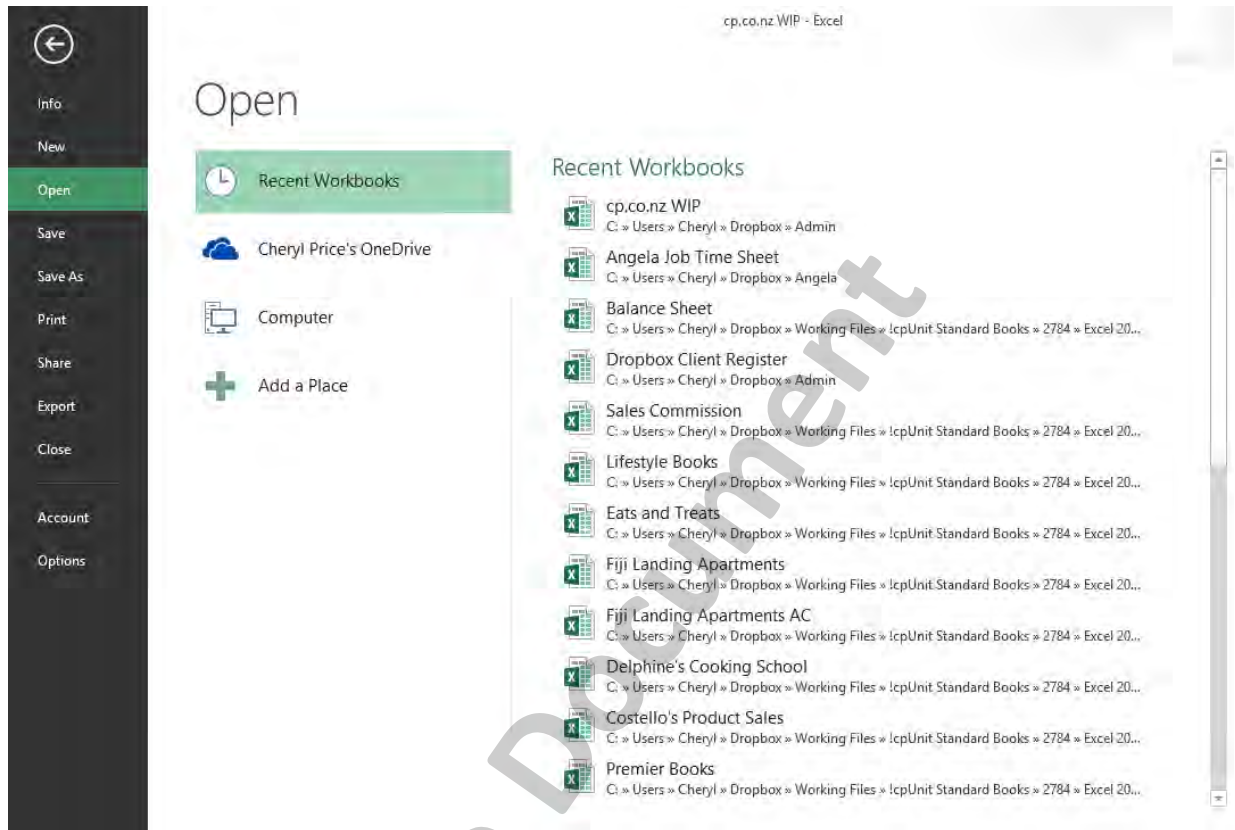 cp.co.nz WIP - Excel
Info
New
Open
Save
Save As
Print
Share
Export
Close
Account
Options
Open
Recent Workbooks
Cheryl Price's OneDrive
Computer
Add a Place
Recent Workbooks
cp.co.nz WIP
C: » Users » Cheryl » Dropbox » Admin
Angela Job Time Sheet
C: » Users » Cheryl » Dropbox » Angela
Balance Sheet
C: » Users » Cheryl » Dropbox » Working Files » !cpUnit Standard Books » 2784 » Excel 20...
Dropbox Client Register
C: » Users » Cheryl » Dropbox » Admin
Sales Commission
C: » Users » Cheryl » Dropbox » Working Files » !cpUnit Standard Books » 2784 » Excel 20...
Lifestyle Books
C: » Users » Cheryl » Dropbox » Working Files » !cpUnit Standard Books » 2784 » Excel 20...
Eats and Treats
C: » Users » Cheryl » Dropbox » Working Files » !cpUnit Standard Books » 2784 » Excel 20...
Fiji Landing Apartments
C: » Users » Cheryl » Dropbox » Working Files » !cpUnit Standard Books » 2784 » Excel 20...
Fiji Landing Apartments AC
C: » Users » Cheryl » Dropbox » Working Files » !cpUnit Standard Books » 2784 » Excel 20...
Delphine's Cooking School
C: » Users » Cheryl » Dropbox » Working Files » !cpUnit Standard Books » 2784 » Excel 20...
Costello's Product Sales
C: » Users » Cheryl » Dropbox » Working Files » !cpUnit Standard Books » 2784 » Excel 20...
Premier Books
C: » Users » Cheryl » Dropbox » Working Files » !cpUnit Standard Books » 2784 » Excel 20...
Document